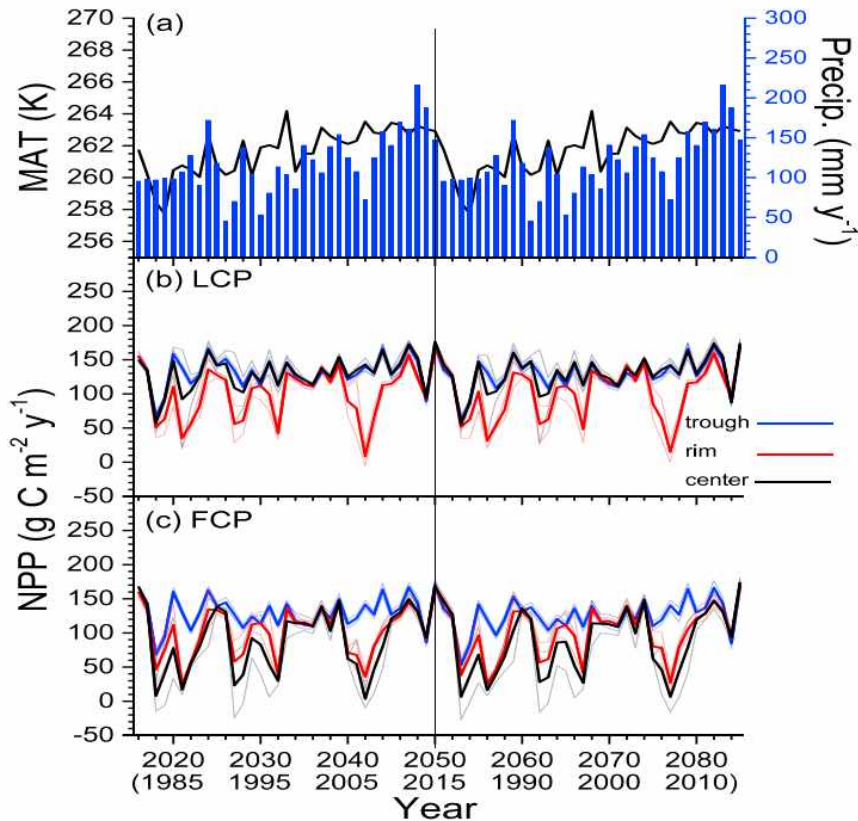 (a)
270
268
266
264
262
260
258
256
MAT (K)
300
250
200
150
100
50
0
Precip. (mm y⁻¹)
(b) LCP
250
200
150
100
50
0
-50
trough
rim
center
(c) FCP
250
200
150
100
50
0
-50
NPP (g C m⁻² y⁻¹)
2020 2030 2040 2050 2060 2070 2080
(1985 1995 2005 2015 1990 2000 2010)
Year